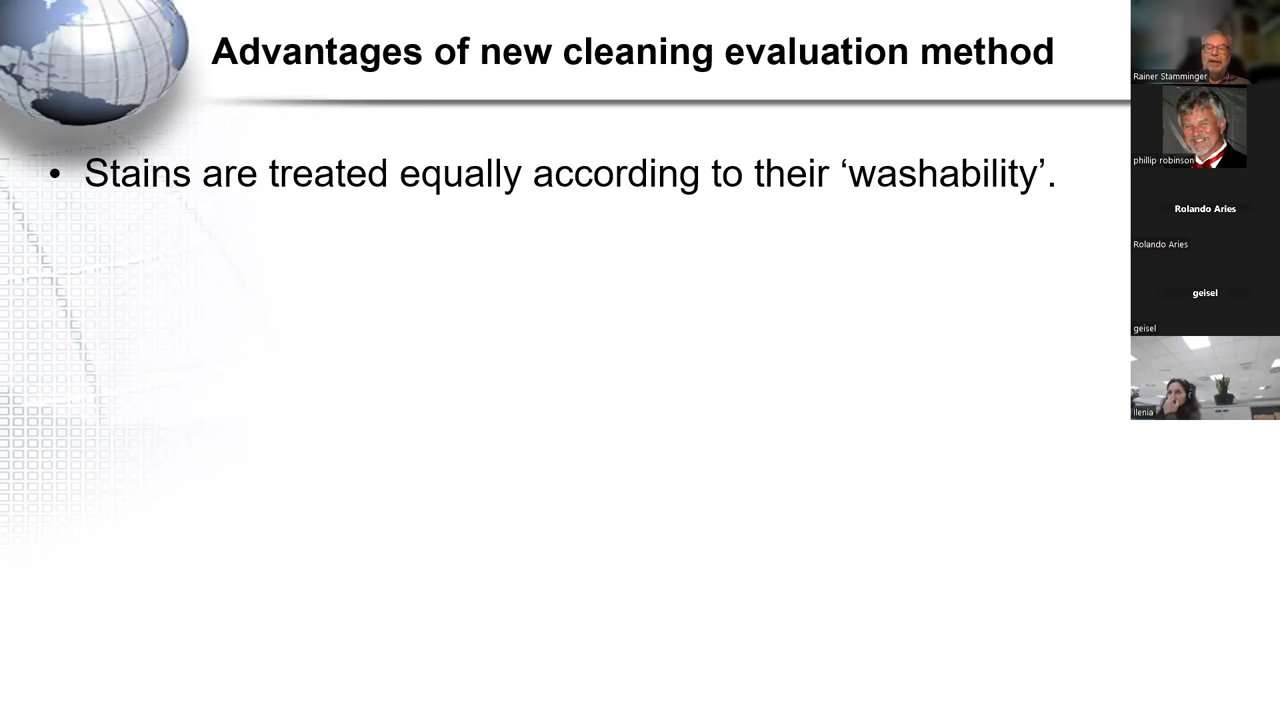 Advantages of new cleaning evaluation method
• Stains are treated equally according to their ‘washability’.
Rainer Stamminger
phillip robinson
Rolando Aries
Rolando Aries
geisel
geisel
Ilenia